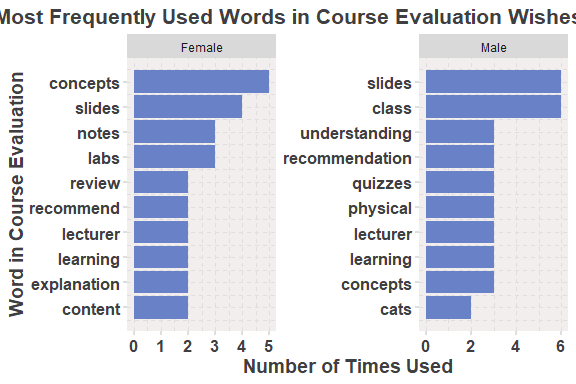 Most Frequently Used Words in Course Evaluation Wishes
Female
Male
Word in Course Evaluation
concepts
slides
notes
labs
review
recommend
lecturer
learning
explanation
content
0 1 2 3 4 5
slides
class
understanding
recommendation
quizzes
physical
lecturer
learning
concepts
cats
0 2 4 6
Number of Times Used